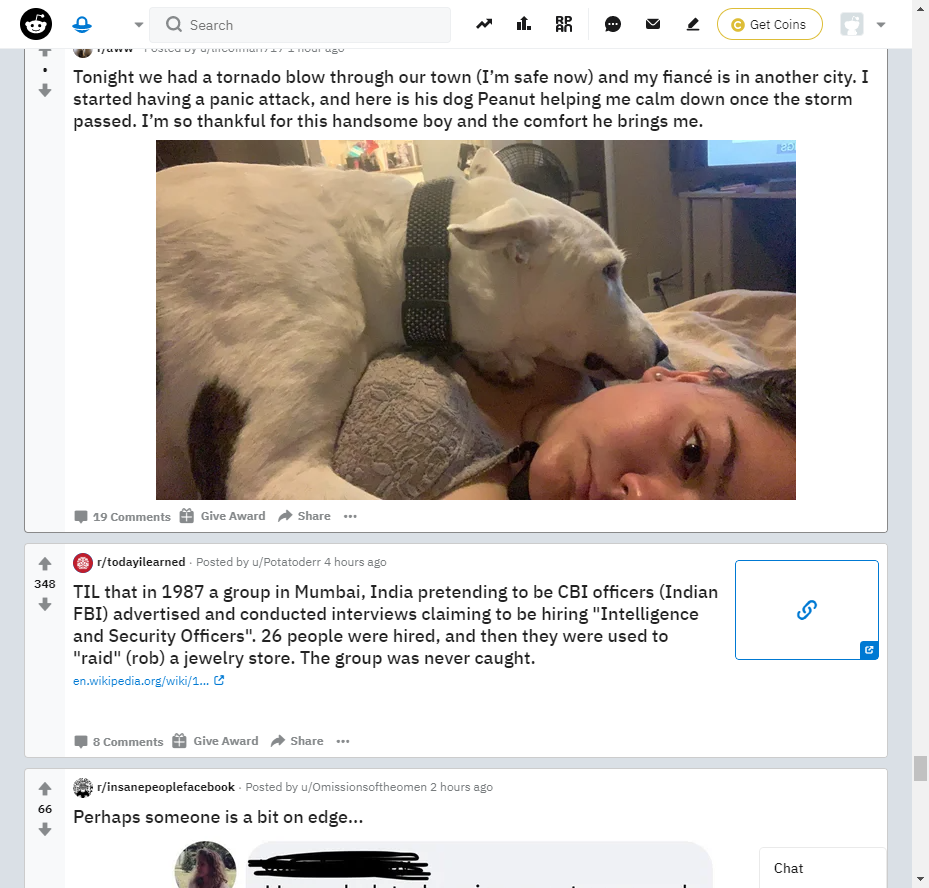 Search
Get Coins
r/aww · Posted by u/lifeofmar717 1 hour ago
Tonight we had a tornado blow through our town (I'm safe now) and my fiancé is in another city. I
started having a panic attack, and here is his dog Peanut helping me calm down once the storm
passed. I'm so thankful for this handsome boy and the comfort he brings me.
19 Comments Give Award Share
348
r/todayilearned · Posted by u/Potatoderr 4 hours ago
TIL that in 1987 a group in Mumbai, India pretending to be CBI officers (Indian
FBI) advertised and conducted interviews claiming to be hiring "Intelligence
and Security Officers". 26 people were hired, and then they were used to
"raid" (rob) a jewelry store. The group was never caught.
en.wikipedia.org/wiki/1...
8 Comments Give Award Share
66
r/insanepeoplefacebook · Posted by u/Omissionsoftheomen 2 hours ago
Perhaps someone is a bit on edge...
Chat